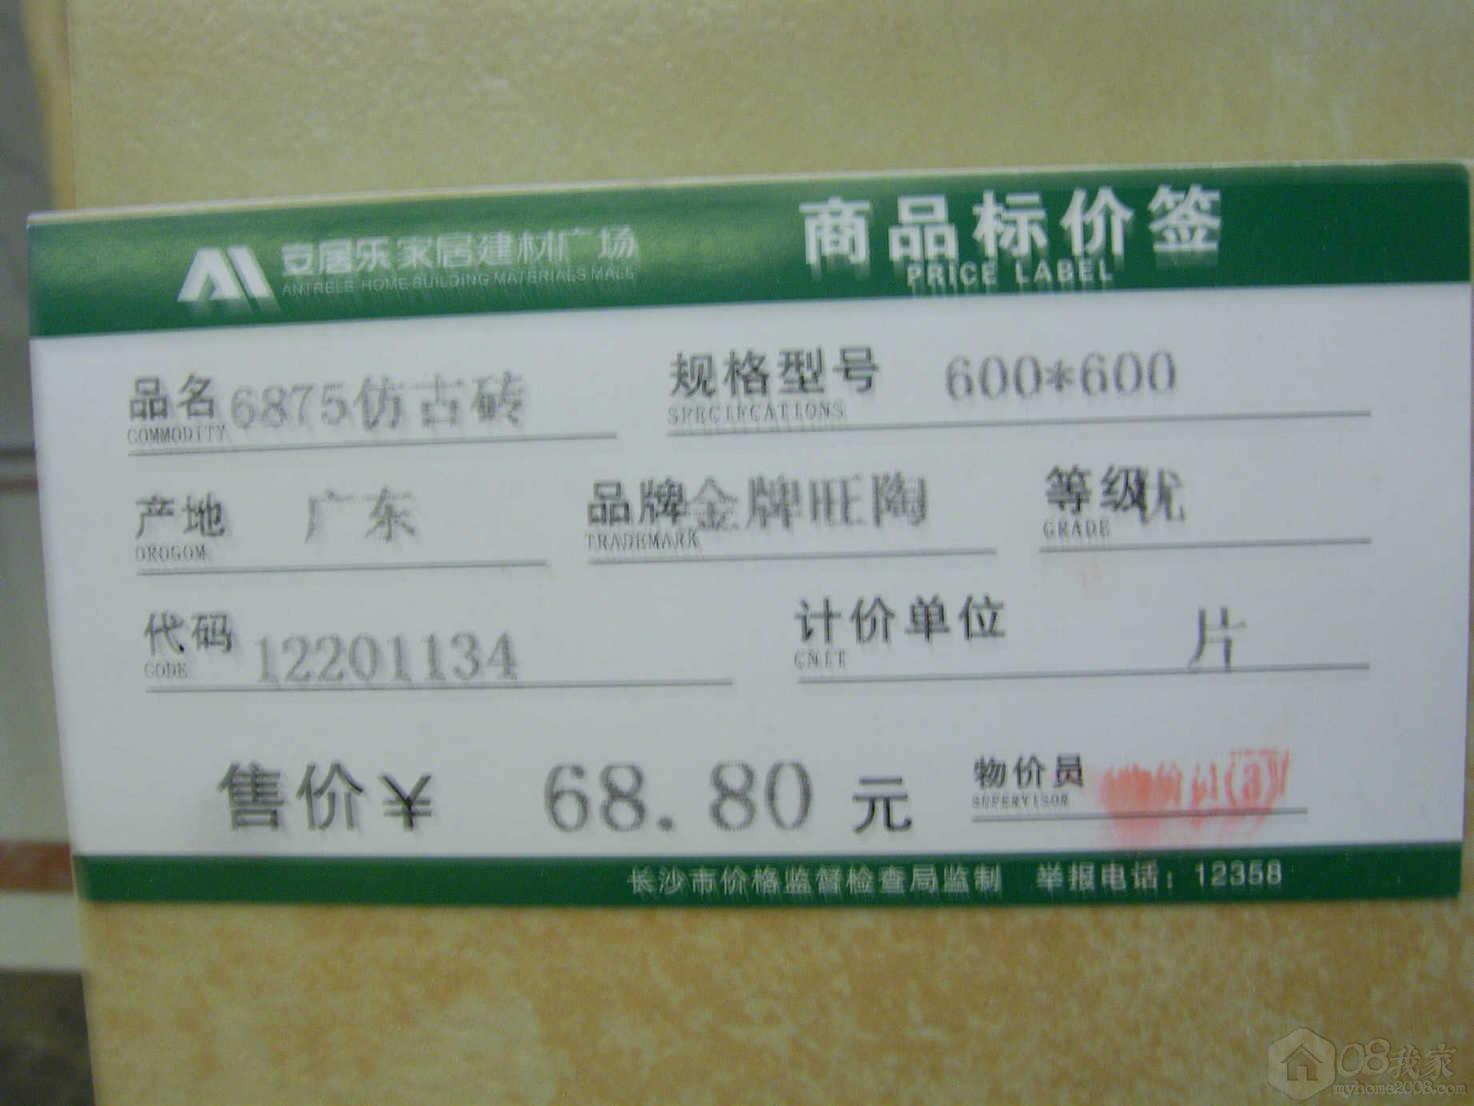 安居乐家居建材广场 商品标价签
ANTRELE HOME BUILDING MATERIALS MALL PRICE LABEL
品名 6875仿古砖 规格型号 600*600
COMMODITY SPECIFCATIONS
产地 广东 品牌 金牌旺陶 等级 优
OROGOM TRADEMARK GRADE
代码 12201134 计价单位 片
CODE CNIT
售价￥ 68.80 元 物价员
SUPERVISOR
长沙市价格监督检查局监制 举报电话：12358
08我家
myhome2008.com